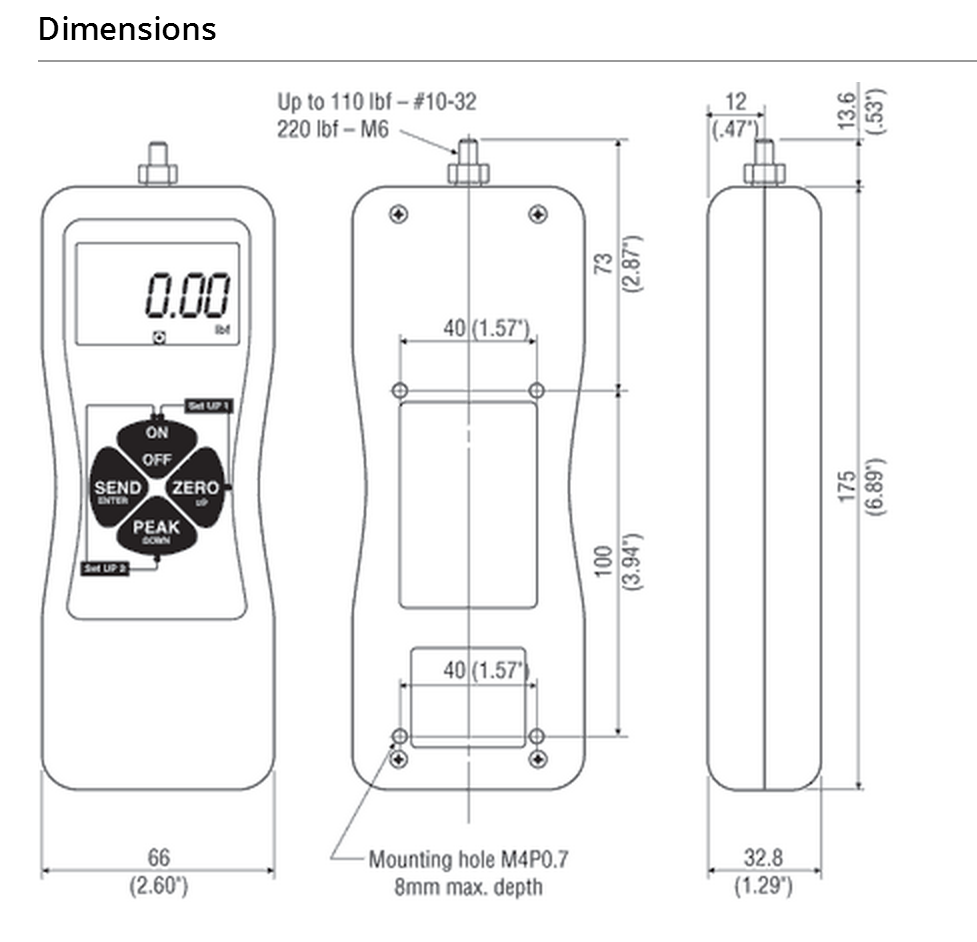 Dimensions
Up to 110 lbf – #10-32
220 lbf – M6
12
(.47")
13.6
(.53")
0.00
lbf
73
(2.87")
40 (1.57")
Set UP 1
ON
OFF
SEND
ENTER
ZERO
UP
PEAK
DOWN
Set UP 2
175
(6.89")
100
(3.94")
40 (1.57")
66
(2.60")
Mounting hole M4P0.7
8mm max. depth
32.8
(1.29")